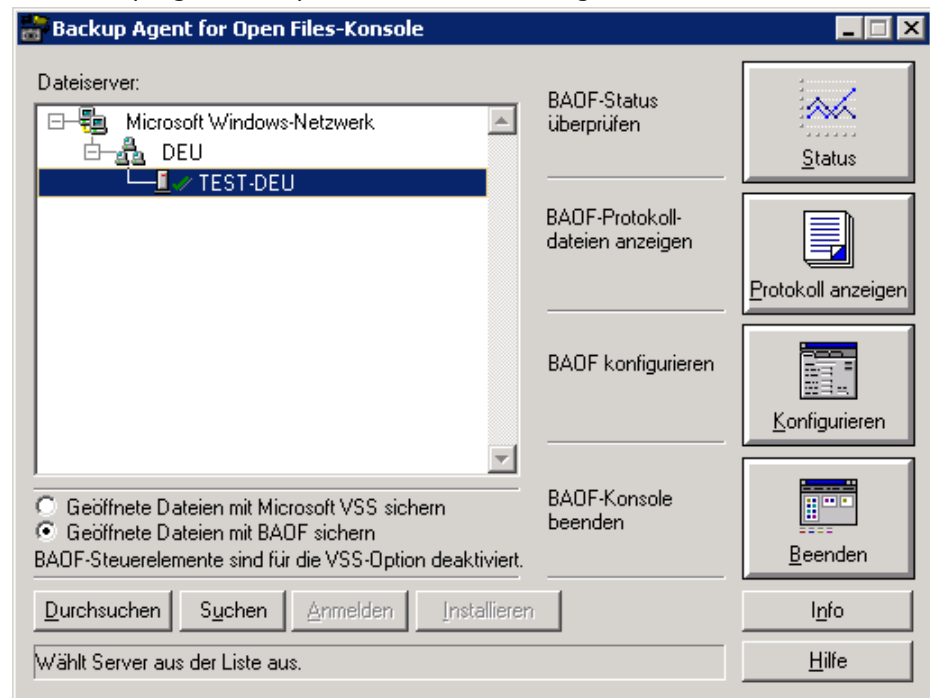 Backup Agent for Open Files-Konsole
Dateiserver:
Microsoft Windows-Netzwerk
DEU
TEST-DEU
BAOF-Status
überprüfen
Status
BAOF-Protokoll-
dateien anzeigen
Protokoll anzeigen
BAOF konfigurieren
Konfigurieren
Geöffnete Dateien mit Microsoft VSS sichern
Geöffnete Dateien mit BAOF sichern
BAOF-Steuerelemente sind für die VSS-Option deaktiviert.
BAOF-Konsole
beenden
Beenden
Durchsuchen
Suchen
Anmelden
Installieren
Info
Wählt Server aus der Liste aus.
Hilfe